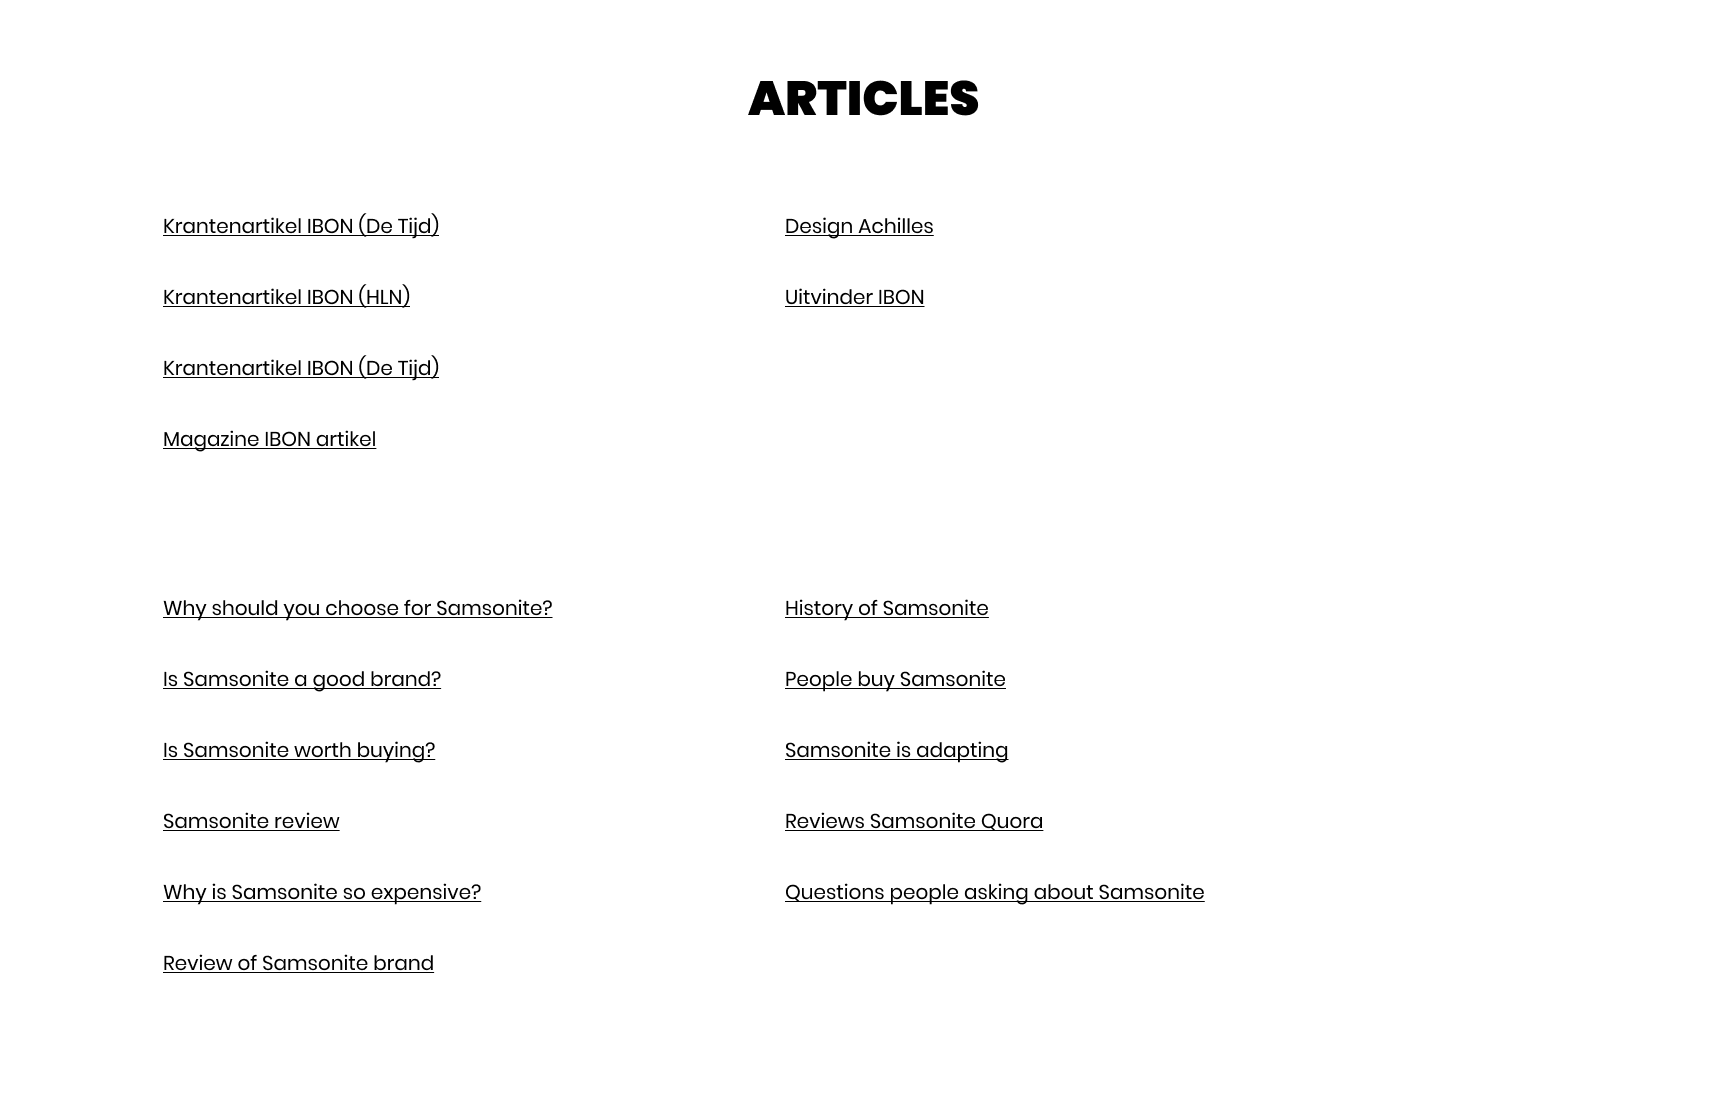 ARTICLES
Krantenartikel IBON (De Tijd)
Krantenartikel IBON (HLN)
Krantenartikel IBON (De Tijd)
Magazine IBON artikel
Design Achilles
Uitvinder IBON
Why should you choose for Samsonite?
Is Samsonite a good brand?
Is Samsonite worth buying?
Samsonite review
Why is Samsonite so expensive?
Review of Samsonite brand
History of Samsonite
People buy Samsonite
Samsonite is adapting
Reviews Samsonite Quora
Questions people asking about Samsonite